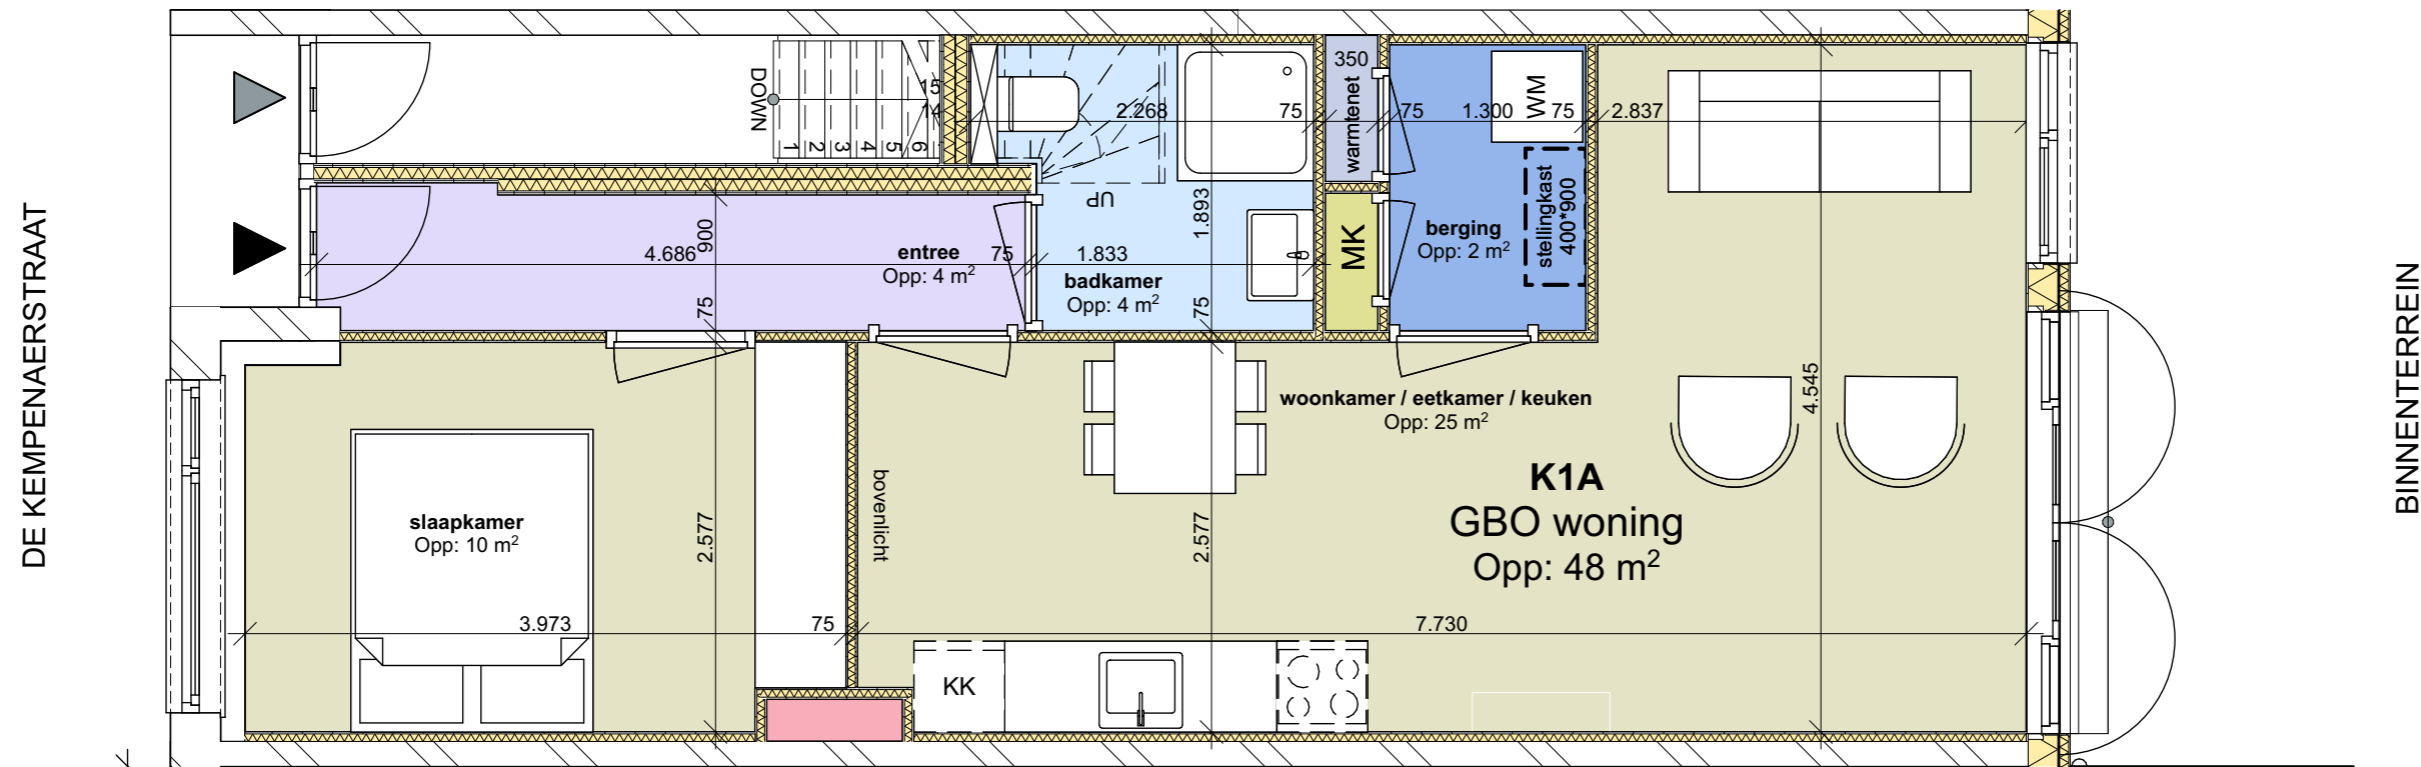 DE KEMPENAERSTRAAT
DOWN
1 2 3 4 5 6
15
14
2.268
75
350
warmtenet
75
1.300
75
WM
2.837
stellingkast
400*900
UP
1.893
MK
berging
Opp: 2 m²
4.686
900
entree
Opp: 4 m²
75
1.833
badkamer
Opp: 4 m²
75
75
woonkamer / eetkamer / keuken
Opp: 25 m²
4.545
K1A
GBO woning
Opp: 48 m²
bovenlicht
slaapkamer
Opp: 10 m²
2.577
2.577
3.973
75
7.730
KK
BINNENTERREIN